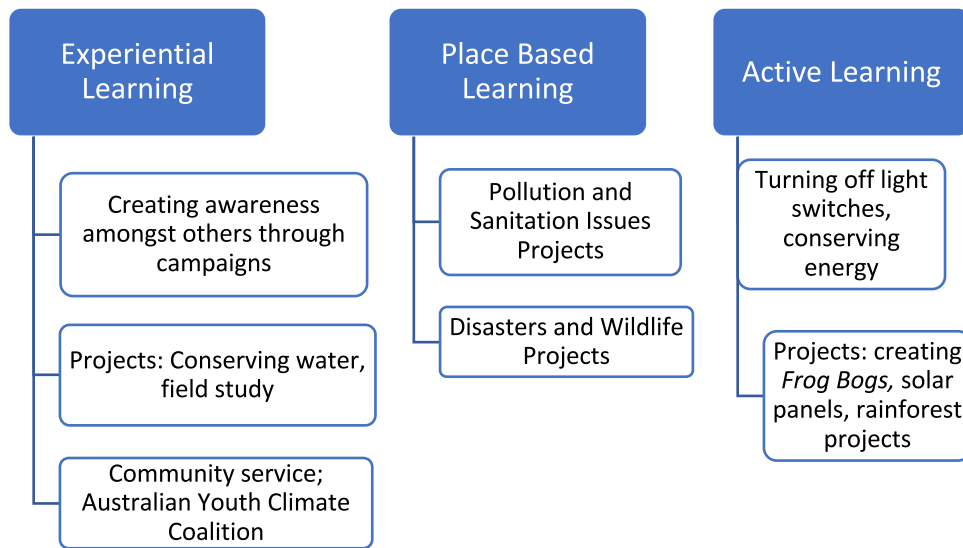 Experiential
Learning
Creating awareness
amongst others through
campaigns
Projects: Conserving water,
field study
Community service;
Australian Youth Climate
Coalition
Place Based
Learning
Pollution and
Sanitation Issues
Projects
Disasters and Wildlife
Projects
Active Learning
Turning off light
switches,
conserving
energy
Projects: creating
Frog Bogs, solar
panels, rainforest
projects